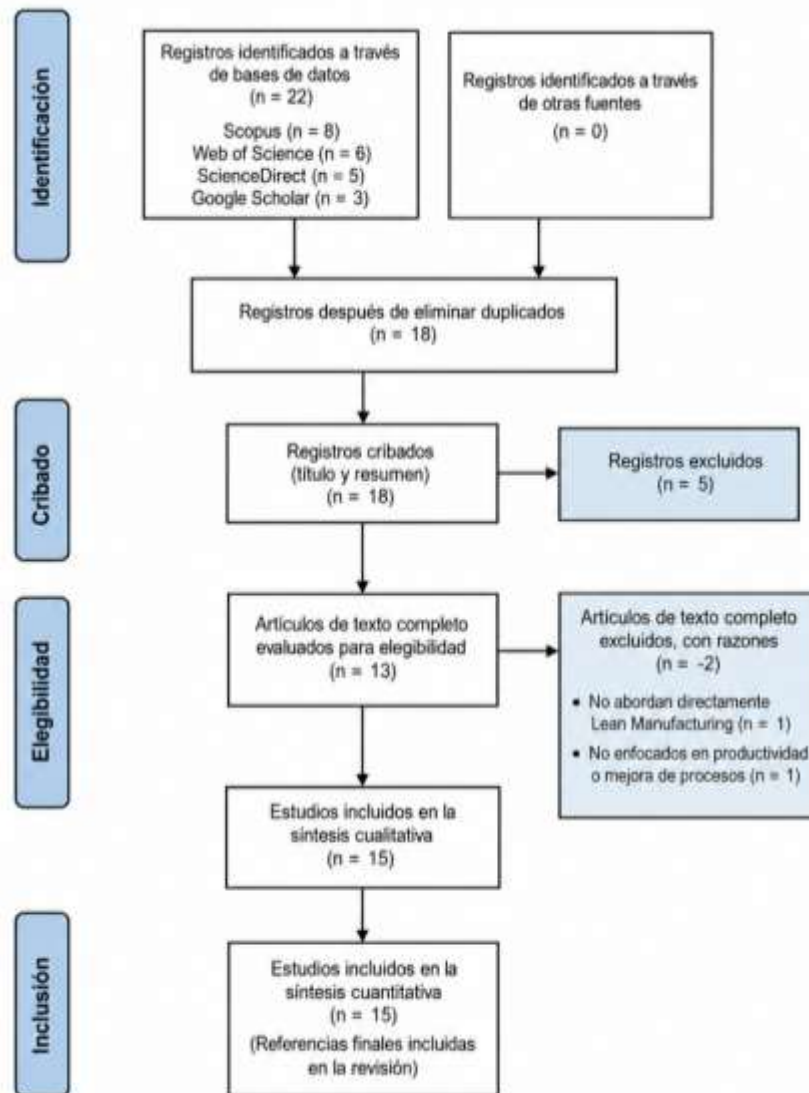 Identificación
Registros identificados a través
de bases de datos
(n = 22)
Scopus (n = 8)
Web of Science (n = 6)
ScienceDirect (n = 5)
Google Scholar (n = 3)
Registros identificados a través
de otras fuentes
(n = 0)
Registros después de eliminar duplicados
(n = 18)
Cribado
Registros cribados
(título y resumen)
(n = 18)
Registros excluidos
(n = 5)
Elegibilidad
Artículos de texto completo
evaluados para elegibilidad
(n = 13)
Artículos de texto completo
excluidos, con razones
(n = -2)
• No abordan directamente
Lean Manufacturing (n = 1)
• No enfocados en productividad
o mejora de procesos (n = 1)
Estudios incluidos en la
síntesis cualitativa
(n = 15)
Inclusión
Estudios incluidos en la
síntesis cuantitativa
(n = 15)
(Referencias finales incluidas
en la revisión)